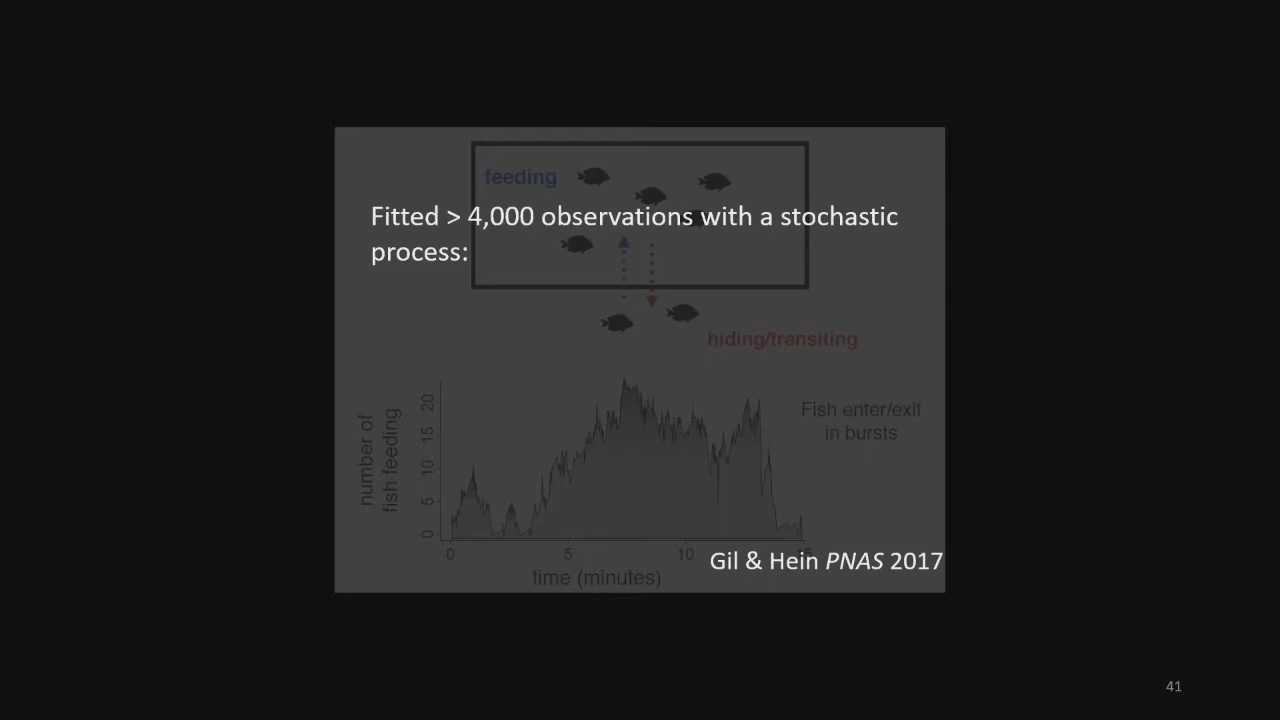 feeding
Fitted > 4,000 observations with a stochastic
process:
hiding/transiting
Fish enter/exit
in bursts
number of
fish feeding
20
15
10
5
0
0
5
10
Gil & Hein PNAS 2017
time (minutes)
41